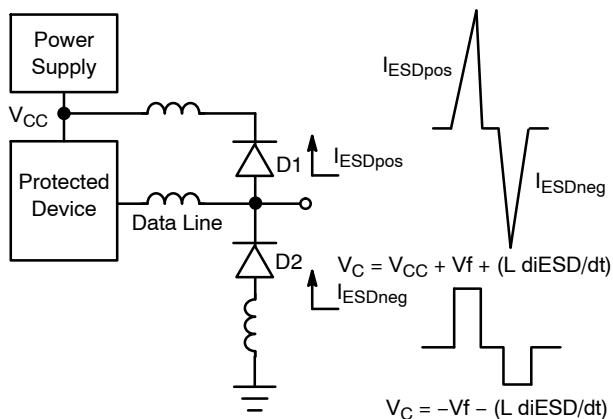 Power
Supply
V_CC
Protected
Device
Data Line
D1
I_ESDpos
D2
I_ESDneg
I_ESDpos
I_ESDneg
V_C = V_CC + Vf + (L diESD/dt)
V_C = −Vf − (L diESD/dt)